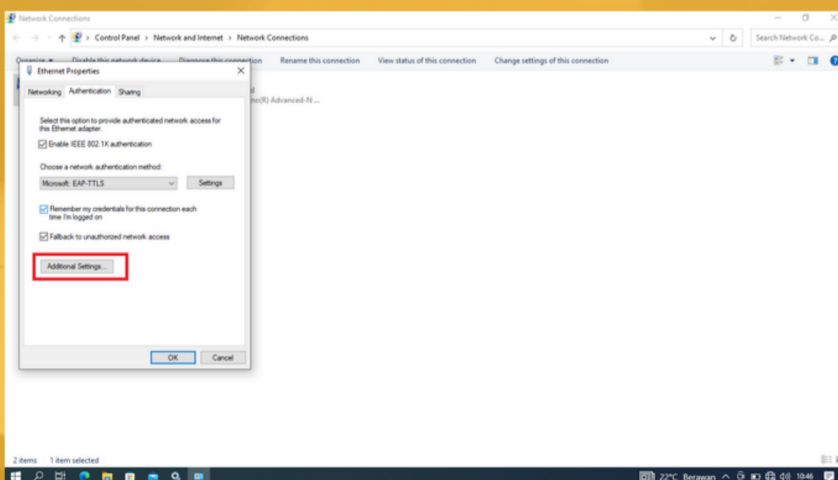 Network Connections
Control Panel › Network and Internet › Network Connections
Search Network Co...
Organize
Disable this network device
Diagnose this connection
Rename this connection
View status of this connection
Change settings of this connection
Ethernet Properties
no(R) Advanced-N ...
Networking
Authentication
Sharing
Select this option to provide authenticated network access for
this Ethernet adapter.
Enable IEEE 802.1X authentication
Choose a network authentication method:
Microsoft: EAP-TTLS
Settings
Remember my credentials for this connection each
time I'm logged on
Fallback to unauthorized network access
Additional Settings...
OK
Cancel
2 items
1 item selected
22°C Berawan
10:46